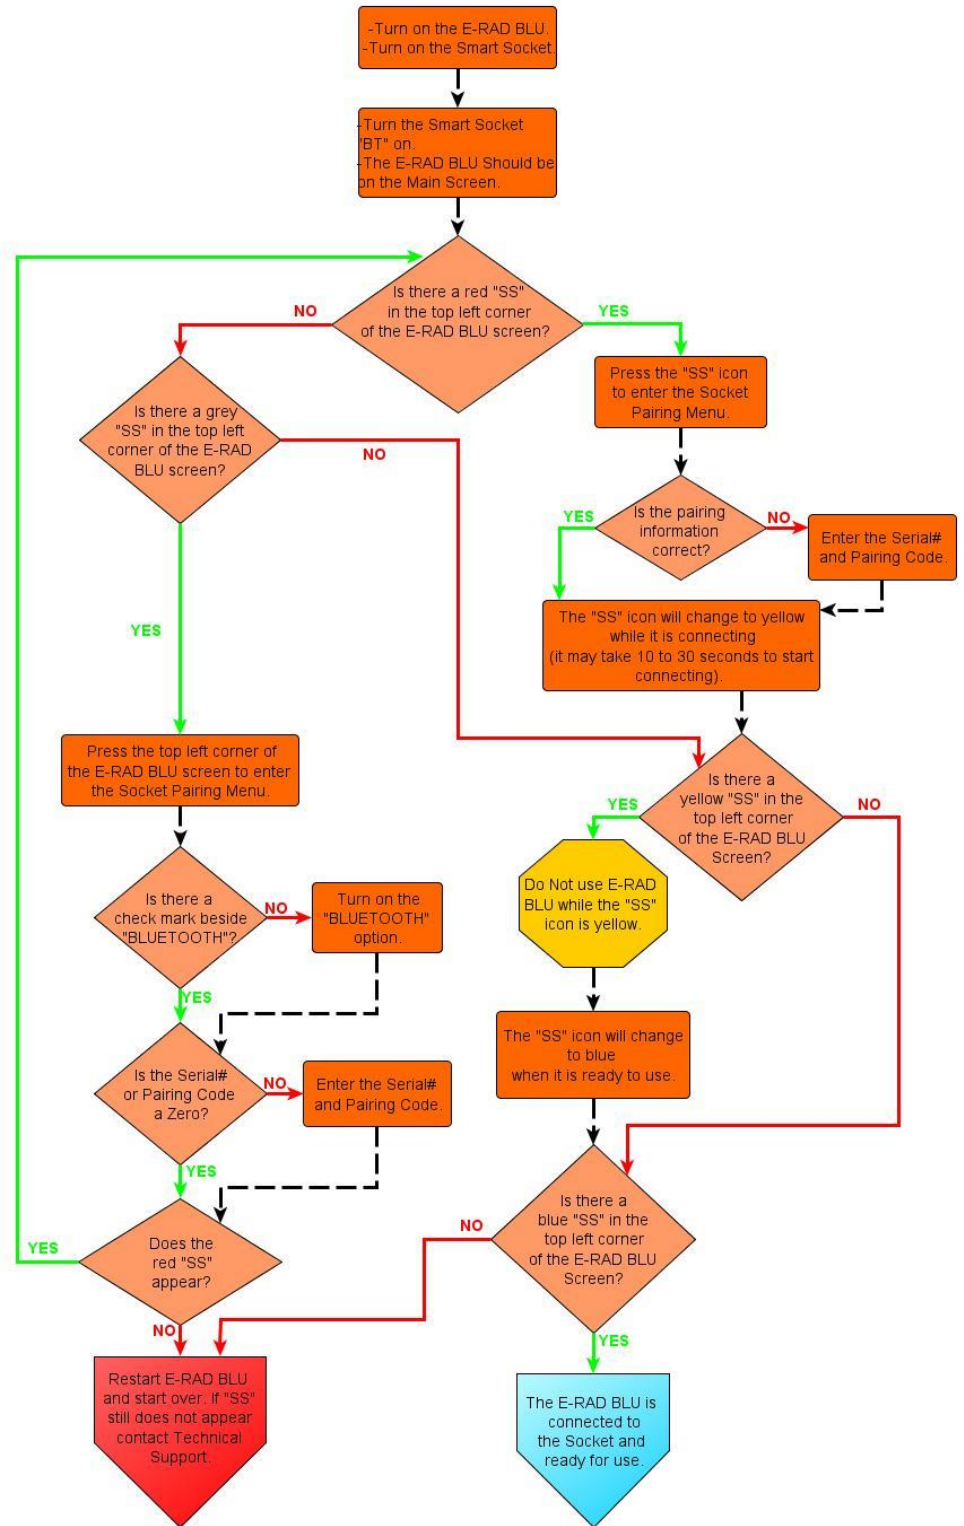 -Turn on the E-RAD BLU.
-Turn on the Smart Socket.
-Turn the Smart Socket
"BT" on.
-The E-RAD BLU Should be
on the Main Screen.
Is there a red "SS"
in the top left corner
of the E-RAD BLU screen?
NO
YES
Press the "SS" icon
to enter the Socket
Pairing Menu.
Is there a grey
"SS" in the top left
corner of the E-RAD
BLU screen?
NO
Is the pairing
information
correct?
YES
NO
Enter the Serial#
and Pairing Code.
The "SS" icon will change to yellow
while it is connecting
(it may take 10 to 30 seconds to start
connecting).
YES
Press the top left corner of
the E-RAD BLU screen to enter
the Socket Pairing Menu.
Is there a
yellow "SS" in the
top left corner
of the E-RAD BLU
Screen?
YES
NO
Do Not use E-RAD
BLU while the "SS"
icon is yellow.
Is there a
check mark beside
"BLUETOOTH"?
NO
Turn on the
"BLUETOOTH"
option.
YES
The "SS" icon will change
to blue
when it is ready to use.
Is the Serial#
or Pairing Code
a Zero?
NO
Enter the Serial#
and Pairing Code.
YES
Is there a
blue "SS" in the
top left corner
of the E-RAD BLU
Screen?
NO
YES
Does the
red "SS"
appear?
YES
NO
Restart E-RAD BLU
and start over. If "SS"
still does not appear
contact Technical
Support.
The E-RAD BLU is
connected to
the Socket and
ready for use.